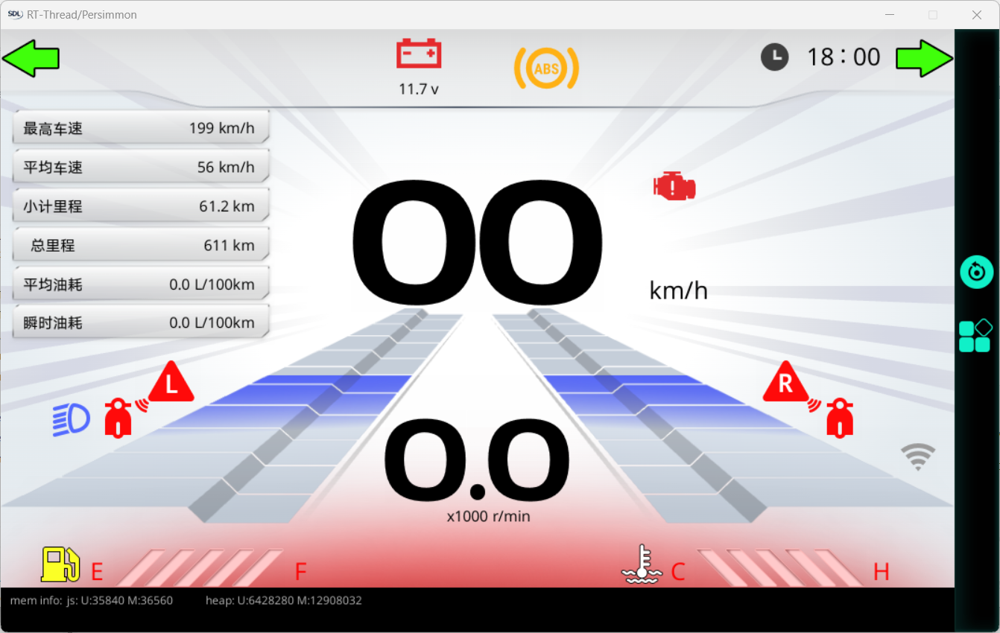 SDL RT-Thread/Persimmon
11.7 v
ABS
18:00
最高车速 199 km/h
平均车速 56 km/h
小计里程 61.2 km
总里程 611 km
平均油耗 0.0 L/100km
瞬时油耗 0.0 L/100km
00
km/h
L
R
0.0
x1000 r/min
E F C H
mem info: js: U:35840 M:36560 heap: U:6428280 M:12908032